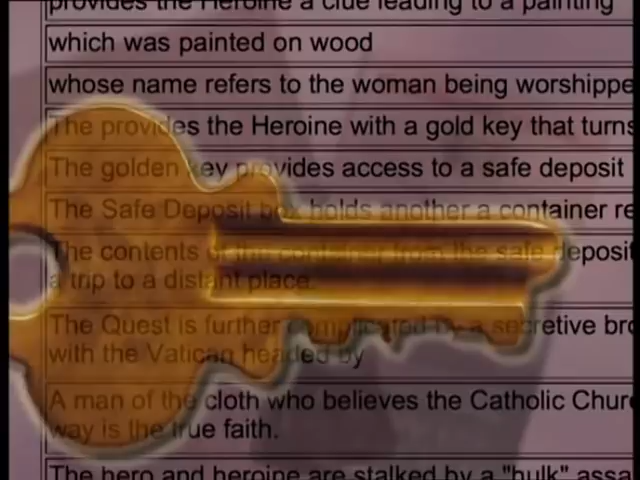 provides the Heroine a clue leading to a painting
which was painted on wood
whose name refers to the woman being worshippe
The provides the Heroine with a gold key that turns
The golden key provides access to a safe deposit
The Safe Deposit box holds another a container re
The contents of the container from the safe deposit
a trip to a distant place.
The Quest is further complicated by a secretive bro
with the Vatican headed by
A man of the cloth who believes the Catholic Churc
way is the true faith.
The hero and heroine are stalked by a "hulk" assa